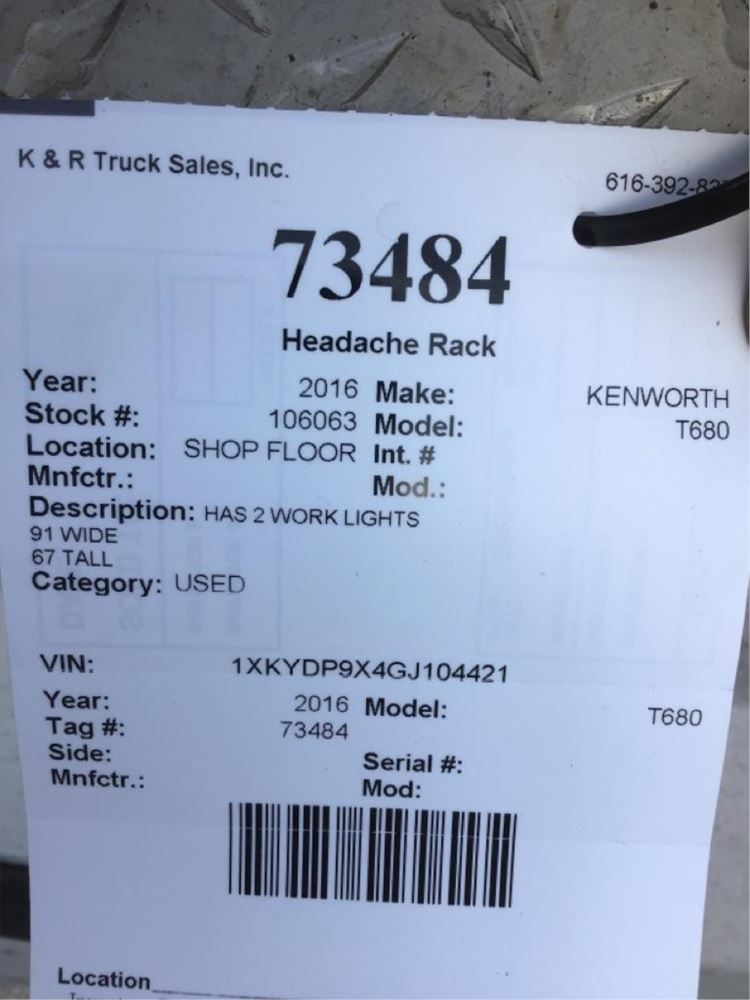 K & R Truck Sales, Inc. 616-392-
73484
Headache Rack
Year: 2016 Make: KENWORTH
Stock #: 106063 Model: T680
Location: SHOP FLOOR Int. #
Mnfctr.: Mod.:
Description: HAS 2 WORK LIGHTS
91 WIDE
67 TALL
Category: USED
VIN: 1XKYDP9X4GJ104421
Year: 2016 Model: T680
Tag #: 73484
Side: Serial #:
Mnfctr.: Mod:
Location